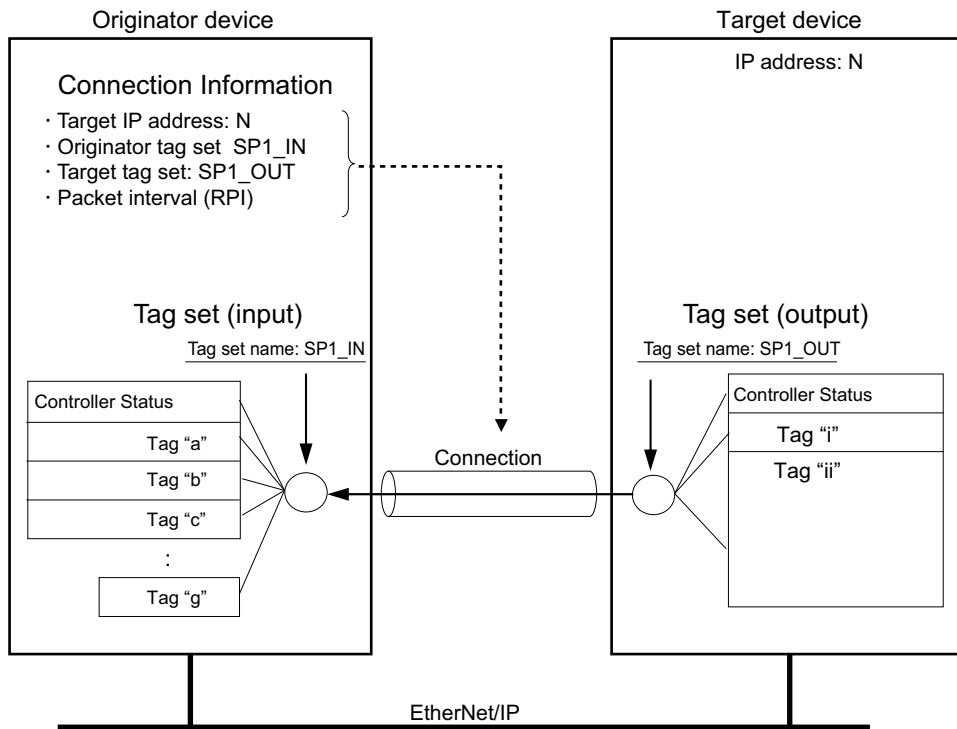 Originator device
Connection Information
· Target IP address: N
· Originator tag set SP1_IN
· Target tag set: SP1_OUT
· Packet interval (RPI)
Tag set (input)
Tag set name: SP1_IN
Controller Status
Tag “a”
Tag “b”
Tag “c”
:
Tag “g”
Connection
Target device
IP address: N
Tag set (output)
Tag set name: SP1_OUT
Controller Status
Tag “i”
Tag “ii”
EtherNet/IP